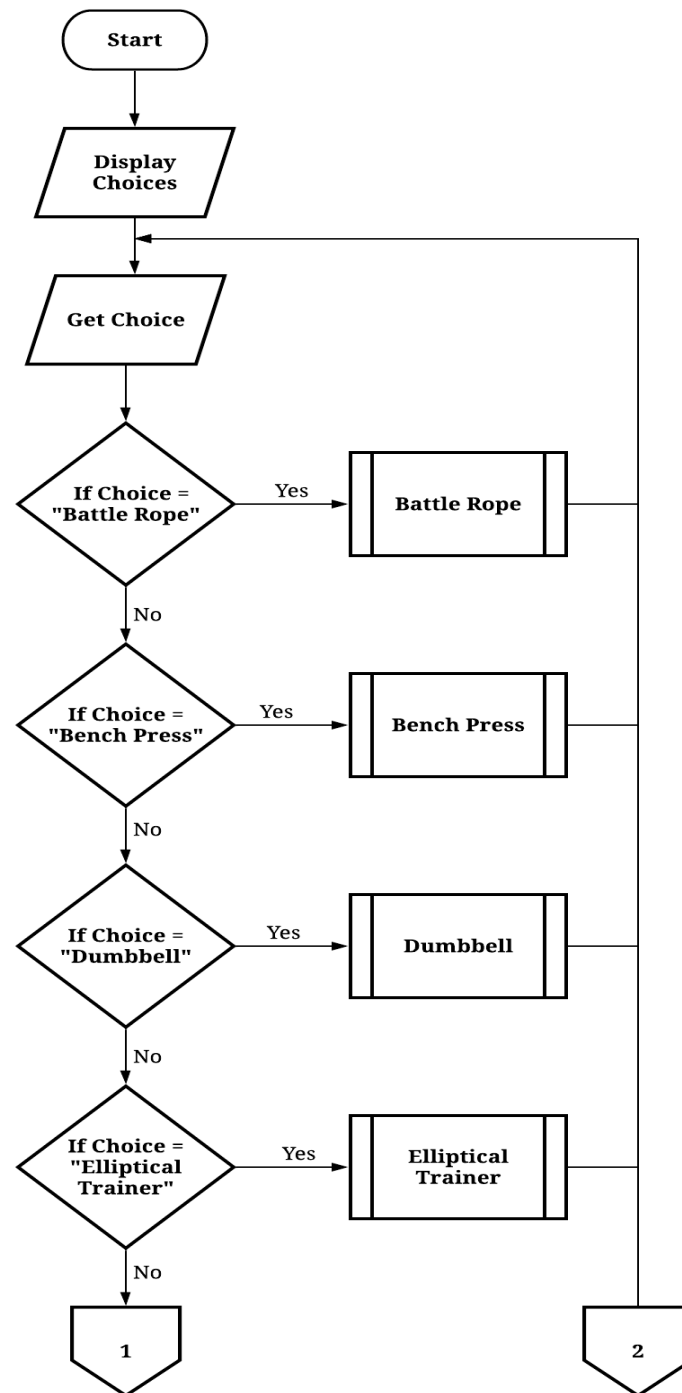 Start
Display
Choices
Get Choice
If Choice =
"Battle Rope"
Yes
Battle Rope
No
If Choice =
"Bench Press"
Yes
Bench Press
No
If Choice =
"Dumbbell"
Yes
Dumbbell
No
If Choice =
"Elliptical
Trainer"
Yes
Elliptical
Trainer
No
1
2